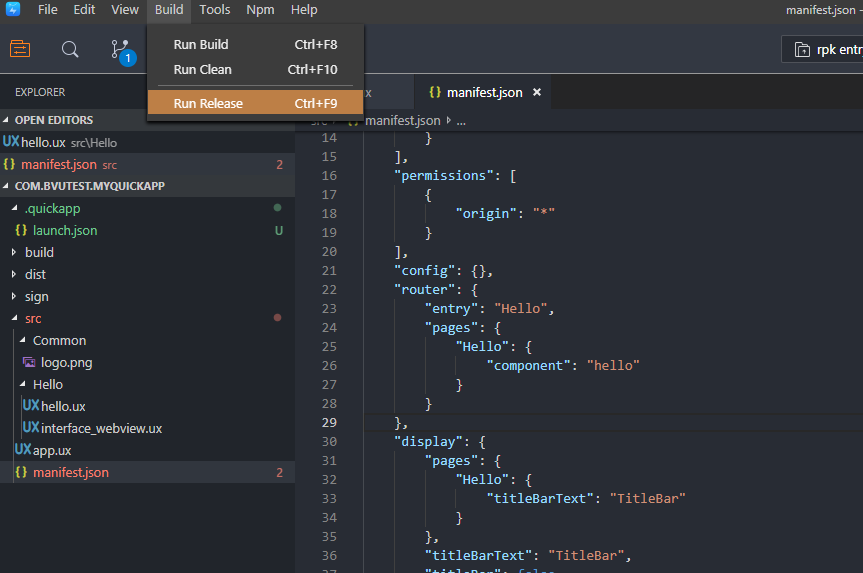 File Edit View Build Tools Npm Help manifest.json -
Run Build Ctrl+F8
Run Clean Ctrl+F10
Run Release Ctrl+F9
1
rpk entry
EXPLORER
x {} manifest.json ×
OPEN EDITORS
UX hello.ux src\Hello
{} manifest.json src 2
COM.BVUTEST.MYQUICKAPP
.quickapp
{} launch.json U
build
dist
sign
src
Common
logo.png
Hello
UX hello.ux
UX interface_webview.ux
UX app.ux
{} manifest.json 2
src {} manifest.json ...
14 }
15 ],
16 "permissions": [
17 {
18 "origin": "*"
19 }
20 ],
21 "config": {},
22 "router": {
23 "entry": "Hello",
24 "pages": {
25 "Hello": {
26 "component": "hello"
27 }
28 }
29 },
30 "display": {
31 "pages": {
32 "Hello": {
33 "titleBarText": "TitleBar"
34 }
35 },
36 "titleBarText": "TitleBar",
37 "titleBar": false